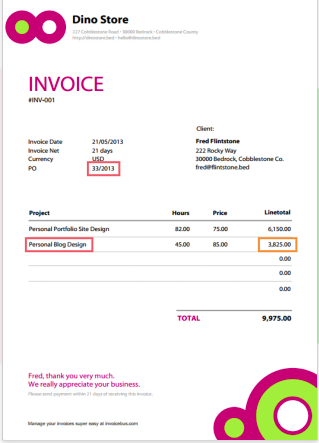 Dino Store
227 Cobblestone Road · 30000 Bedrock · Cobblestone County
http://dinostore.bed · hello@dinostore.bed
INVOICE
#INV-001
Client:
Invoice Date 21/05/2013 Fred Flintstone
Invoice Net 21 days 222 Rocky Way
Currency USD 30000 Bedrock, Cobblestone Co.
PO 33/2013 fred@flintstone.bed
Project Hours Price Linetotal
Personal Portfolio Site Design 82.00 75.00 6,150.00
Personal Blog Design 45.00 85.00 3,825.00
0.00
0.00
0.00
TOTAL 9,975.00
Fred, thank you very much.
We really appreciate your business.
Please send payment within 21 days of receiving this invoice.
Manage your invoices super easy at invoicebus.com